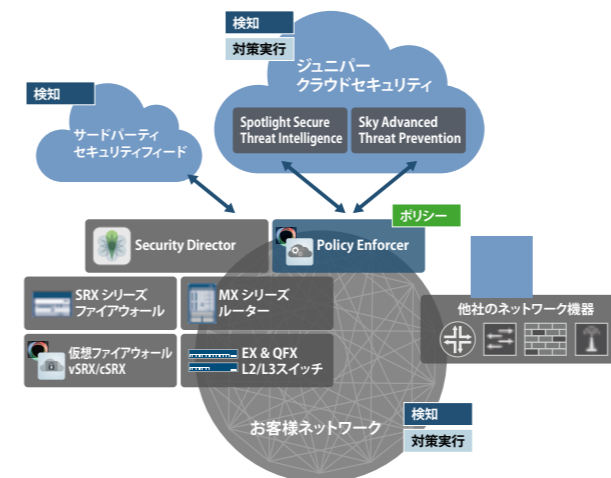 検知
対策実行
ジュニパー
クラウドセキュリティ
検知
サードパーティ
セキュリティフィード
Spotlight Secure
Threat Intelligence
Sky Advanced
Threat Prevention
ポリシー
Security Director
Policy Enforcer
SRX シリーズ
ファイアウォール
MX シリーズ
ルーター
他社のネットワーク機器
仮想ファイアウォール
vSRX/cSRX
EX & QFX
L2/L3スイッチ
お客様ネットワーク
検知
対策実行